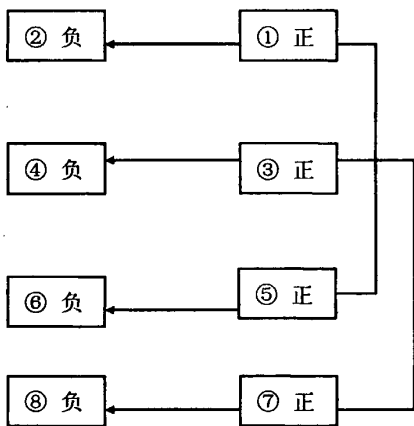 ② 负 ① 正
④ 负 ③ 正
⑥ 负 ⑤ 正
⑧ 负 ⑦ 正